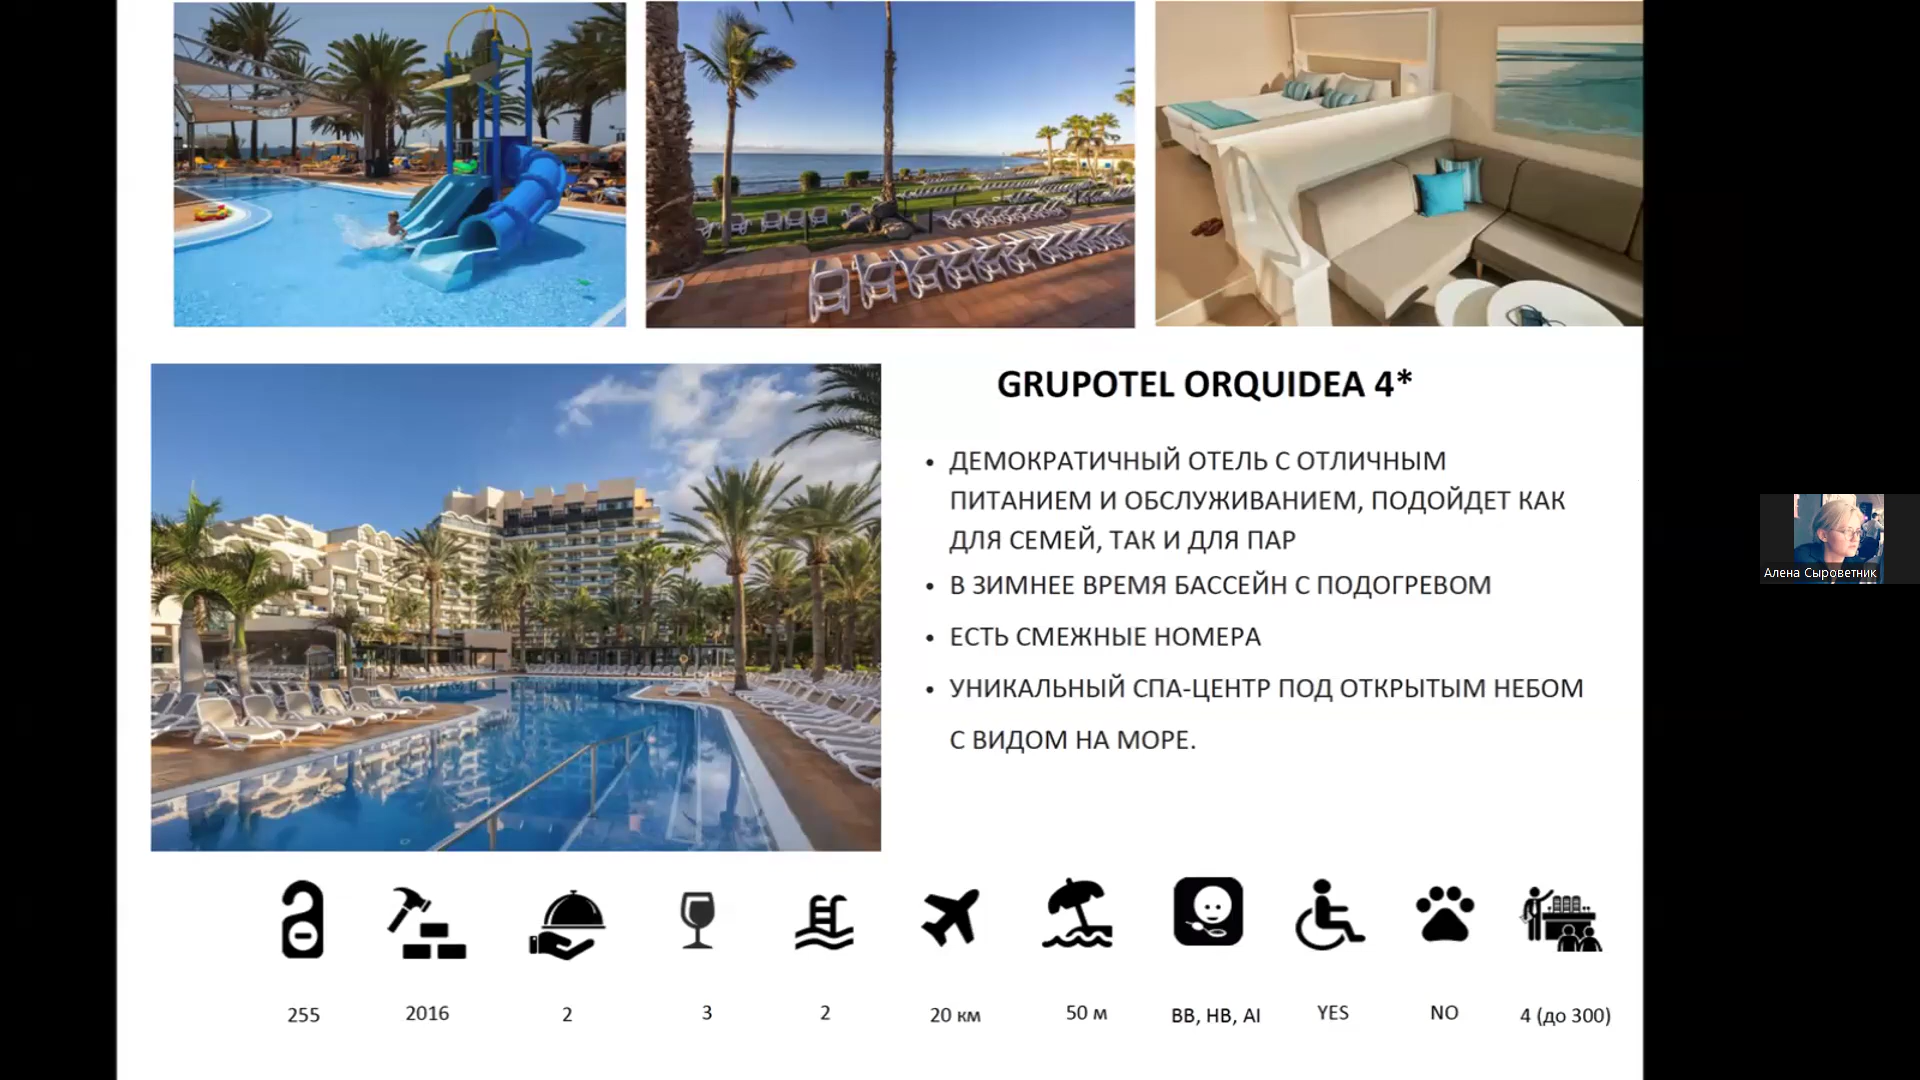 GRUPOTEL ORQUIDEA 4*
• ДЕМОКРАТИЧНЫЙ ОТЕЛЬ С ОТЛИЧНЫМ
ПИТАНИЕМ И ОБСЛУЖИВАНИЕМ, ПОДОЙДЕТ КАК
ДЛЯ СЕМЕЙ, ТАК И ДЛЯ ПАР
• В ЗИМНЕЕ ВРЕМЯ БАССЕЙН С ПОДОГРЕВОМ
• ЕСТЬ СМЕЖНЫЕ НОМЕРА
• УНИКАЛЬНЫЙ СПА-ЦЕНТР ПОД ОТКРЫТЫМ НЕБОМ
С ВИДОМ НА МОРЕ.
Алена Сыроветник
255 2016 2 3 2 20 км 50 м BB, HB, AI YES NO 4 (до 300)